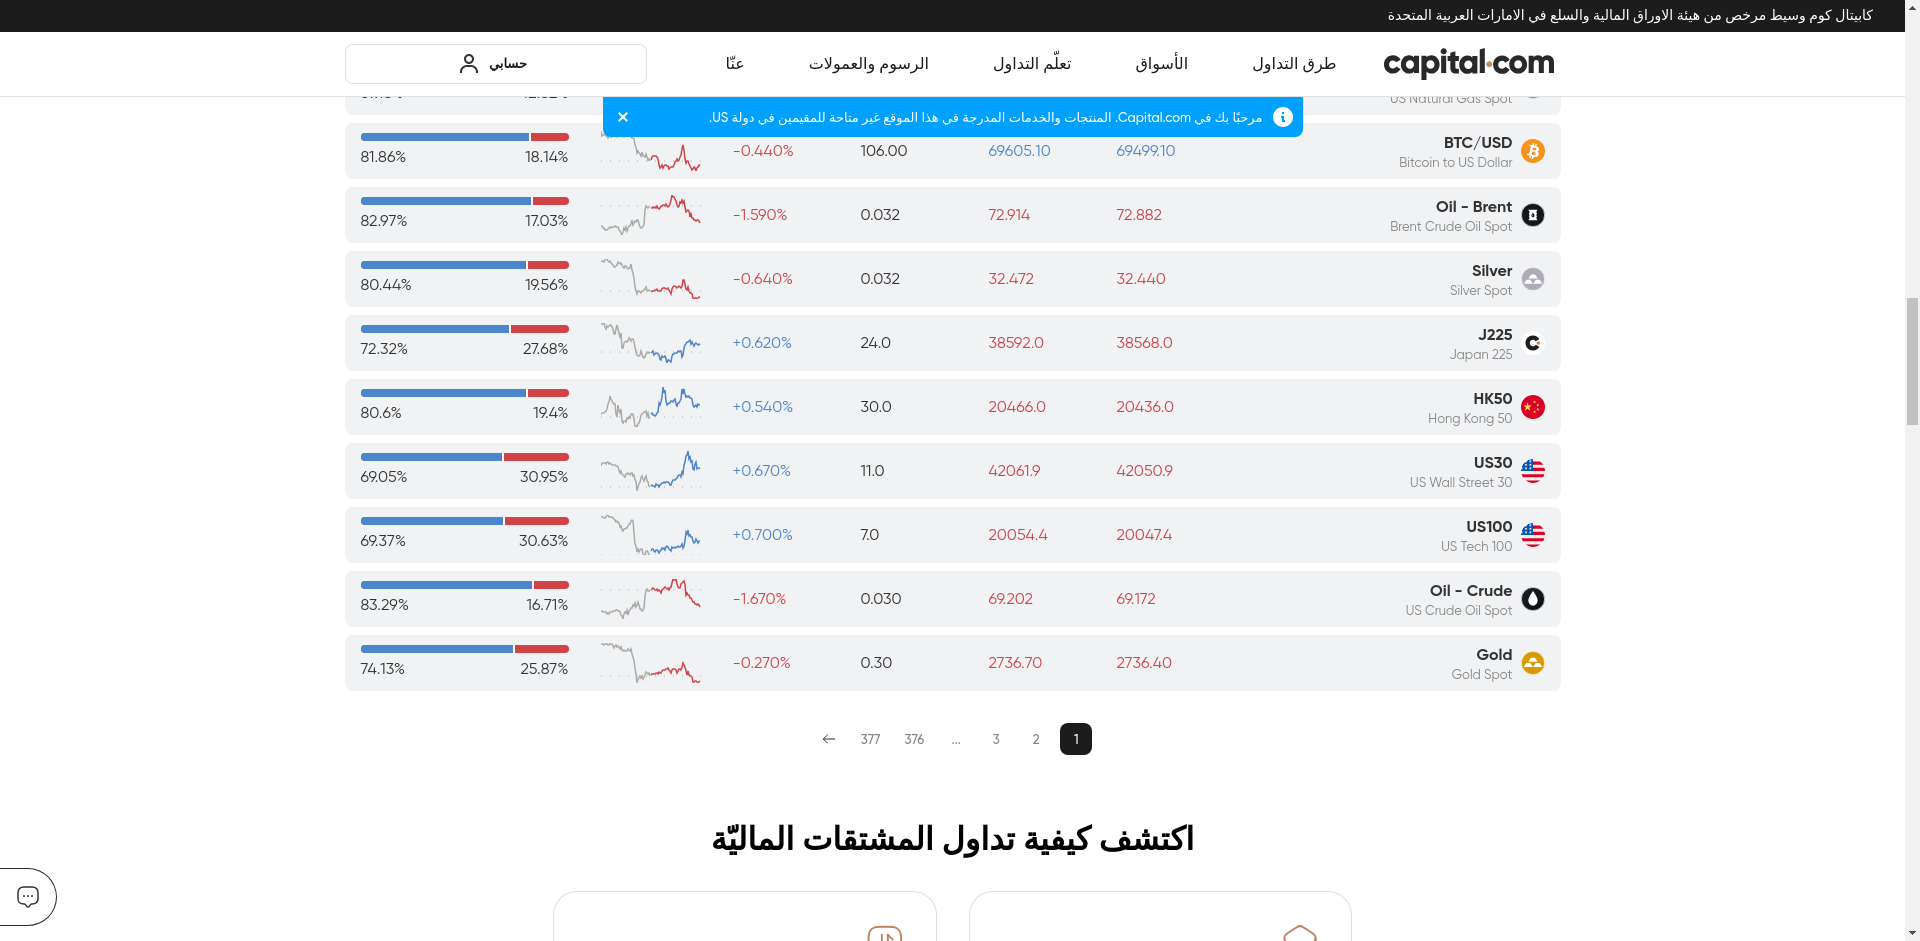 كابيتال كوم وسيط مرخص من هيئة الاوراق المالية والسلع في الامارات العربية المتحدة
capital.com
طرق التداول
الأسواق
تعلّم التداول
الرسوم والعمولات
عنّا
حسابي
مرحبًا بك في Capital.com. المنتجات والخدمات المدرجة في هذا الموقع غير متاحة للمقيمين في دولة US.
US Natural Gas Spot
BTC/USD
Bitcoin to US Dollar
69499.10
69605.10
106.00
-0.440%
18.14%
81.86%
Oil - Brent
Brent Crude Oil Spot
72.882
72.914
0.032
-1.590%
17.03%
82.97%
Silver
Silver Spot
32.440
32.472
0.032
-0.640%
19.56%
80.44%
J225
Japan 225
38568.0
38592.0
24.0
+0.620%
27.68%
72.32%
HK50
Hong Kong 50
20436.0
20466.0
30.0
+0.540%
19.4%
80.6%
US30
US Wall Street 30
42050.9
42061.9
11.0
+0.670%
30.95%
69.05%
US100
US Tech 100
20047.4
20054.4
7.0
+0.700%
30.63%
69.37%
Oil - Crude
US Crude Oil Spot
69.172
69.202
0.030
-1.670%
16.71%
83.29%
Gold
Gold Spot
2736.40
2736.70
0.30
-0.270%
25.87%
74.13%
1
2
3
...
376
377
اكتشف كيفية تداول المشتقات الماليّة